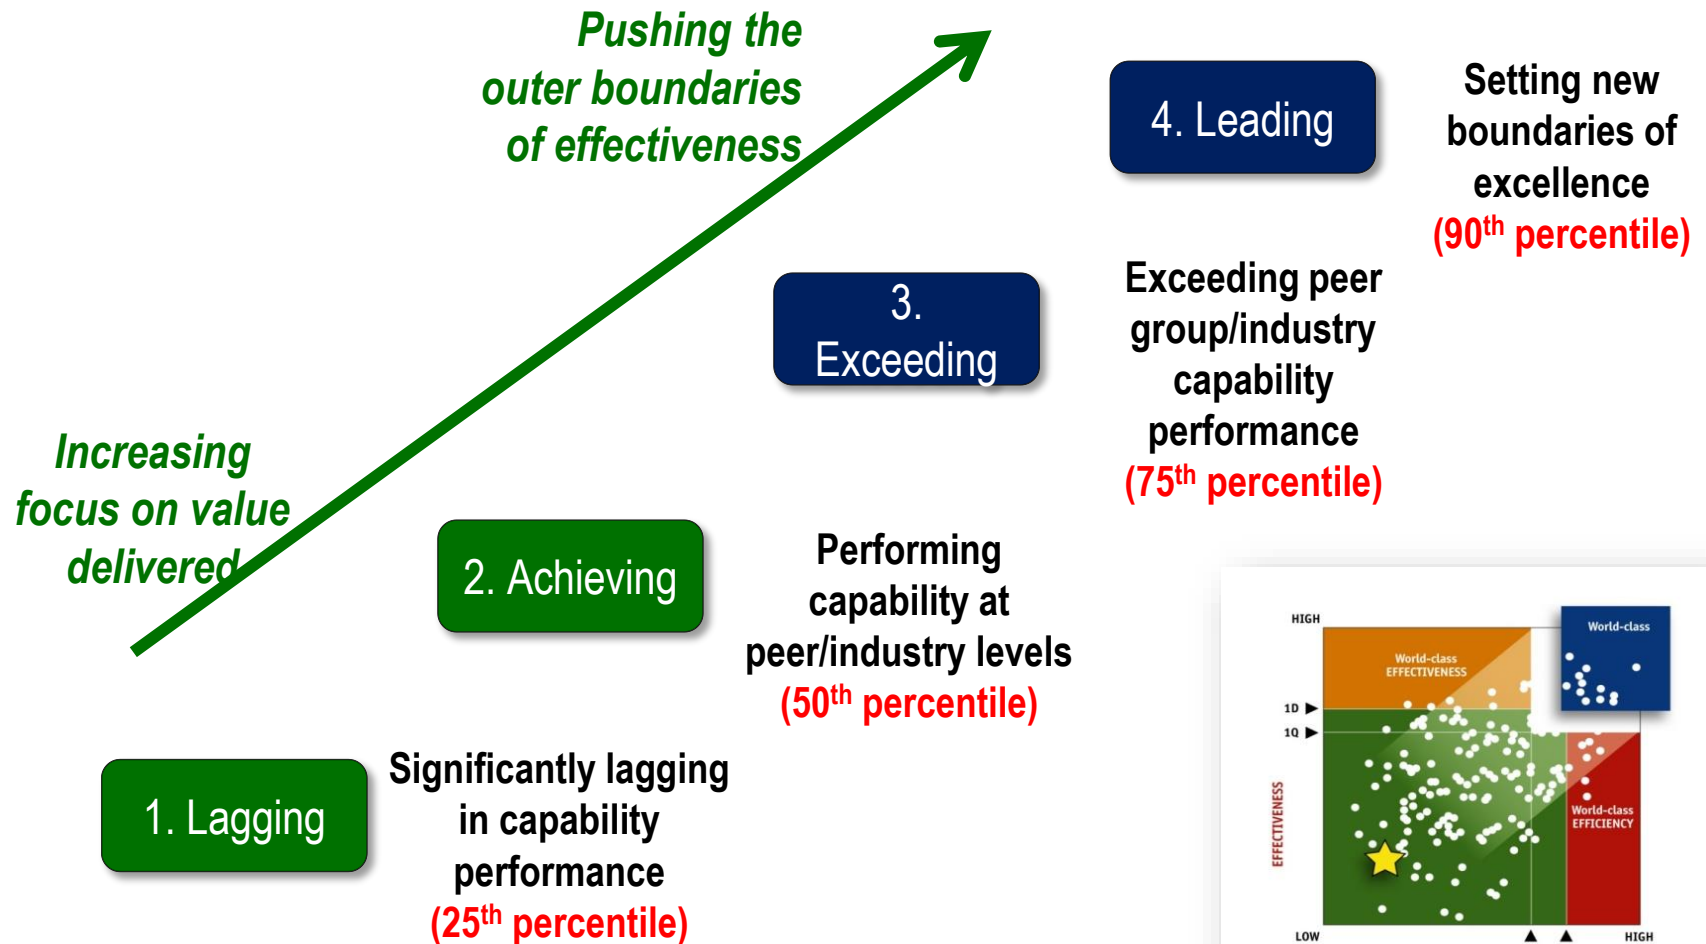 Pushing the
outer boundaries
of effectiveness
4. Leading
Setting new
boundaries of
excellence
(90th percentile)
3.
Exceeding
Exceeding peer
group/industry
capability
performance
(75th percentile)
Increasing
focus on value
delivered
2. Achieving
Performing
capability at
peer/industry levels
(50th percentile)
1. Lagging
Significantly lagging
in capability
performance
(25th percentile)
HIGH
World-class
EFFECTIVENESS
World-class
1D ▶
1Q ▶
EFFECTIVENESS
World-class
EFFICIENCY
LOW
HIGH